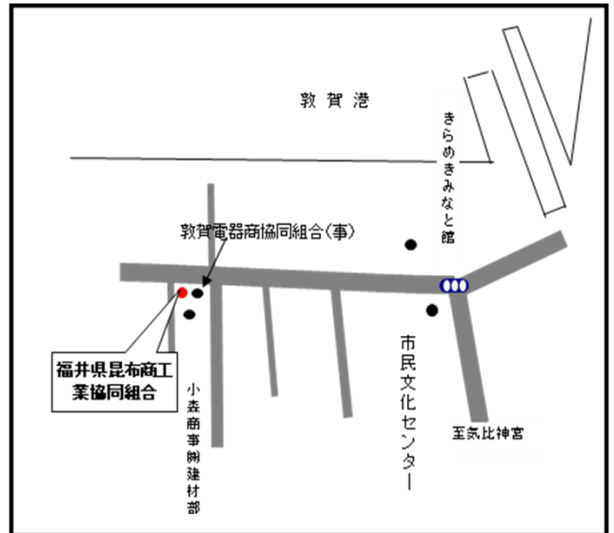 敦賀港
きらめきみなと館
敦賀電器商協同組合(事)
福井県昆布商工
業協同組合
小森商事㈱建材部
市民文化センター
至気比神宮